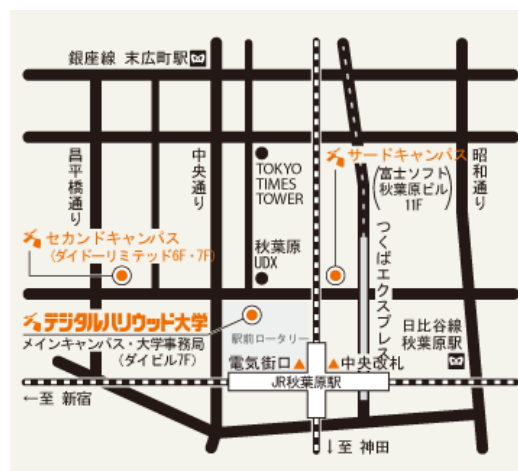 銀座線 末広町駅
昌平橋通り
中央通り
TOKYO
TIMES
TOWER
サードキャンパス
(富士ソフト
秋葉原ビル
11F)
昭和通り
セカンドキャンパス
(ダイドーリミテッド6F・7F)
秋葉原
UDX
つくばエクスプレス
デジタルハリウッド大学
メインキャンパス・大学事務局
(ダイビル7F)
駅前ロータリー
日比谷線
秋葉原駅
電気街口▲
▲中央改札
JR秋葉原駅
←至 新宿
↓至 神田